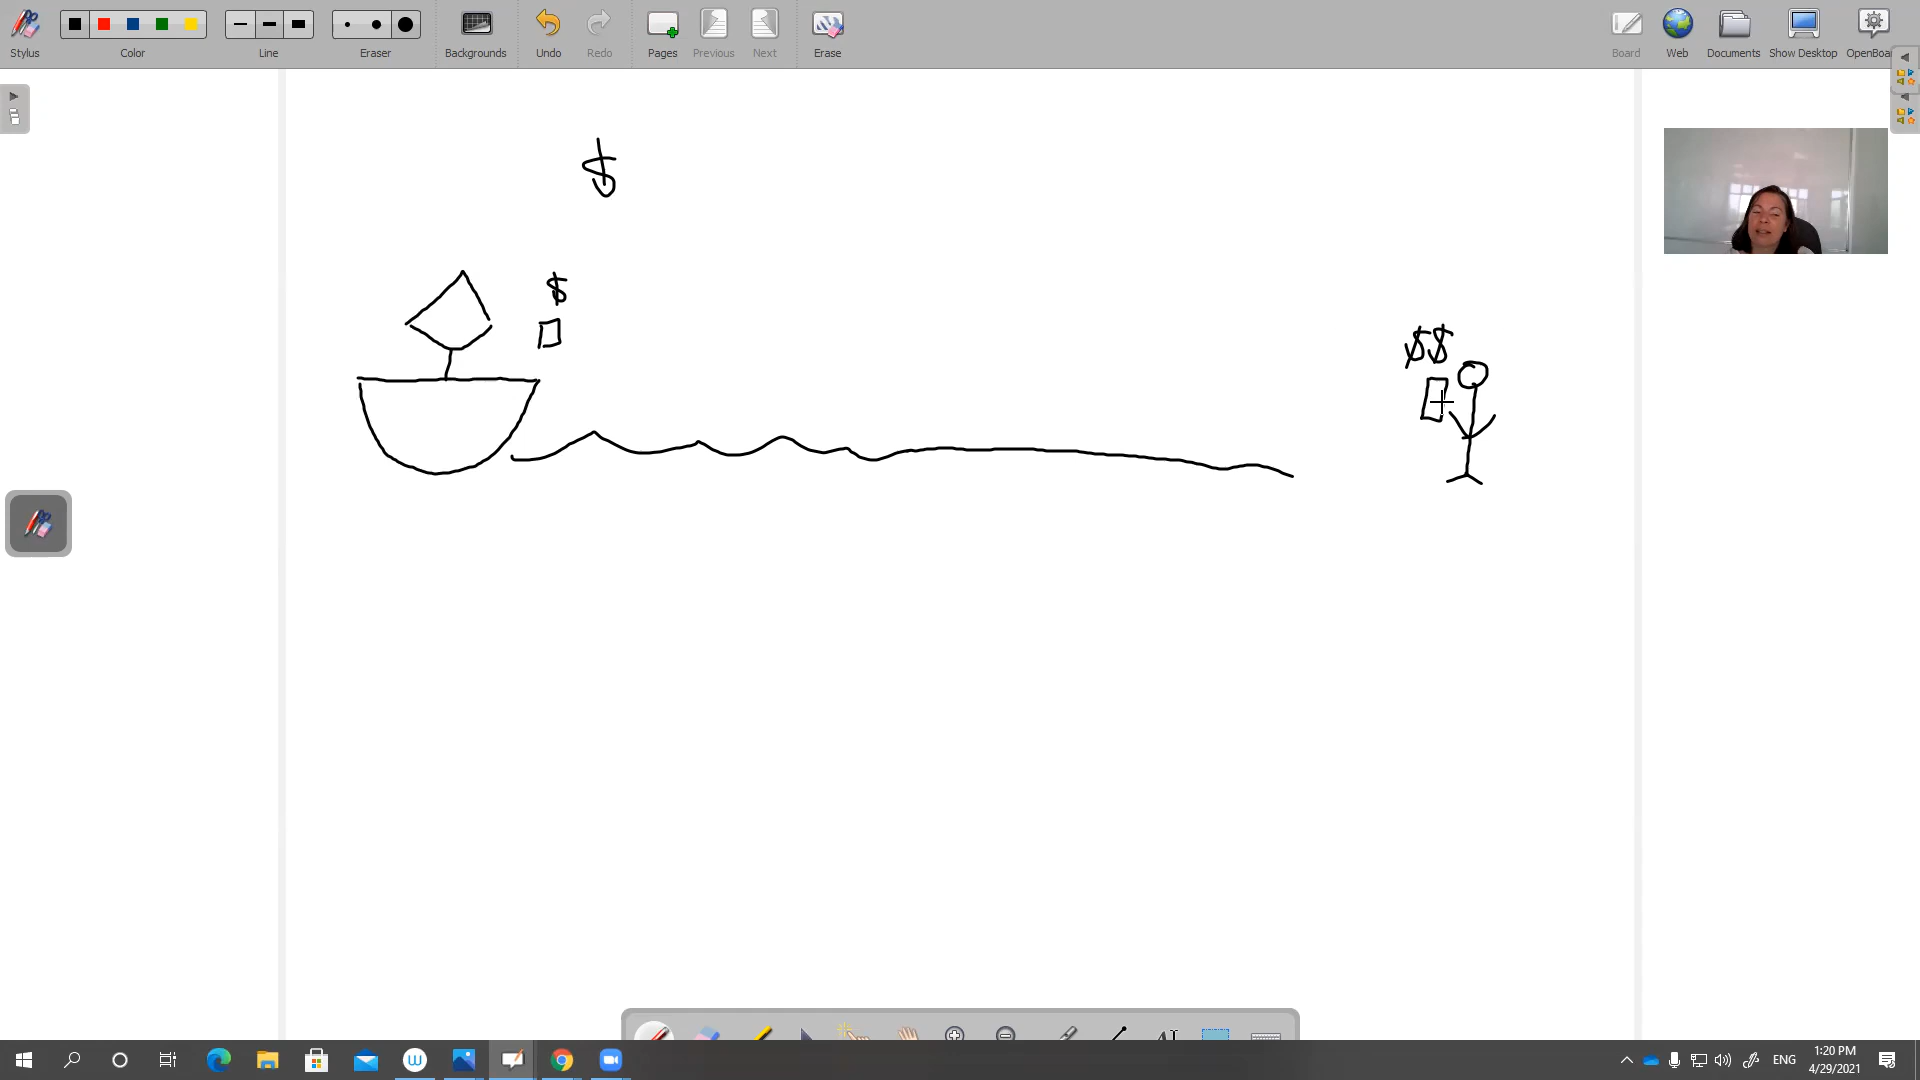 Stylus
Color
Line
Eraser
Backgrounds
Undo
Redo
Pages
Previous
Next
Erase
Board
Web
Documents
Show Desktop
OpenBoa
$
$
$$
ENG
1:20 PM
4/29/2021